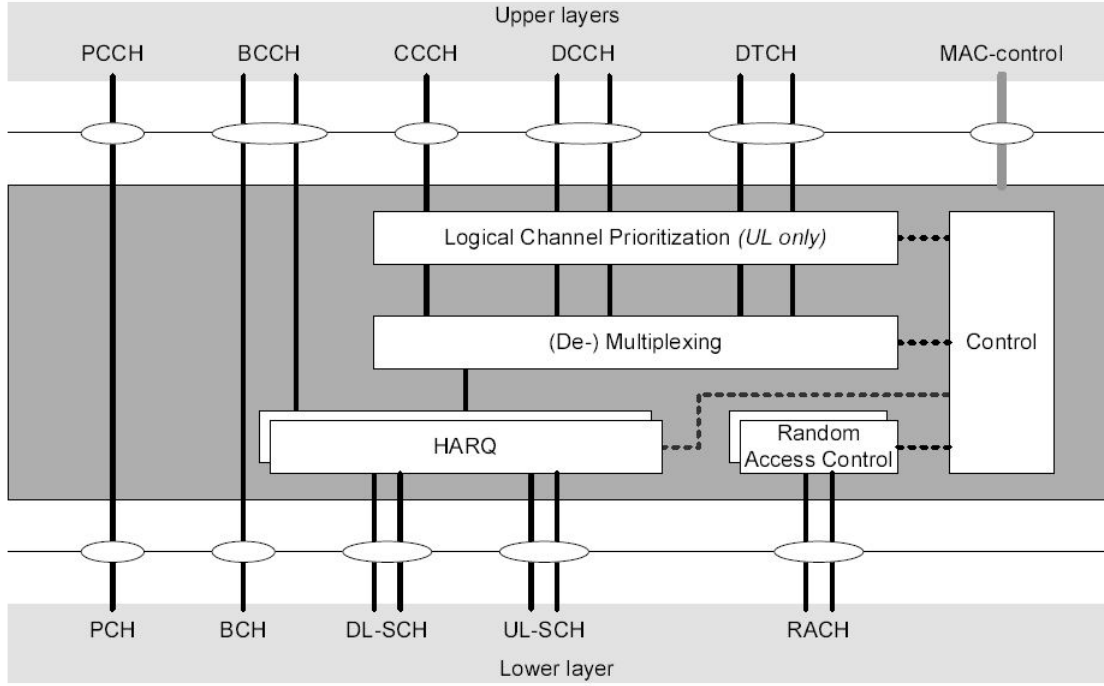 Upper layers
PCCH BCCH CCCH DCCH DTCH MAC-control
Logical Channel Prioritization (UL only)
(De-) Multiplexing
Control
HARQ
Random
Access Control
PCH BCH DL-SCH UL-SCH RACH
Lower layer